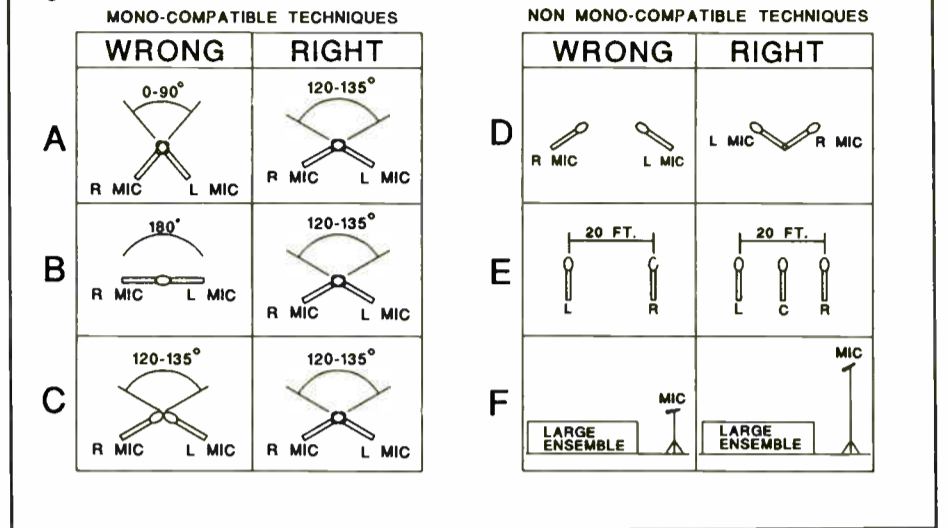 MONO-COMPATIBLE TECHNIQUES
WRONG RIGHT
A
0-90°
R MIC L MIC
120-135°
R MIC L MIC
B
180°
R MIC L MIC
120-135°
R MIC L MIC
C
120-135°
R MIC L MIC
120-135°
R MIC L MIC
NON MONO-COMPATIBLE TECHNIQUES
WRONG RIGHT
D
R MIC L MIC
L MIC R MIC
E
20 FT.
L R
20 FT.
L C R
F
MIC
LARGE
ENSEMBLE
MIC
LARGE
ENSEMBLE